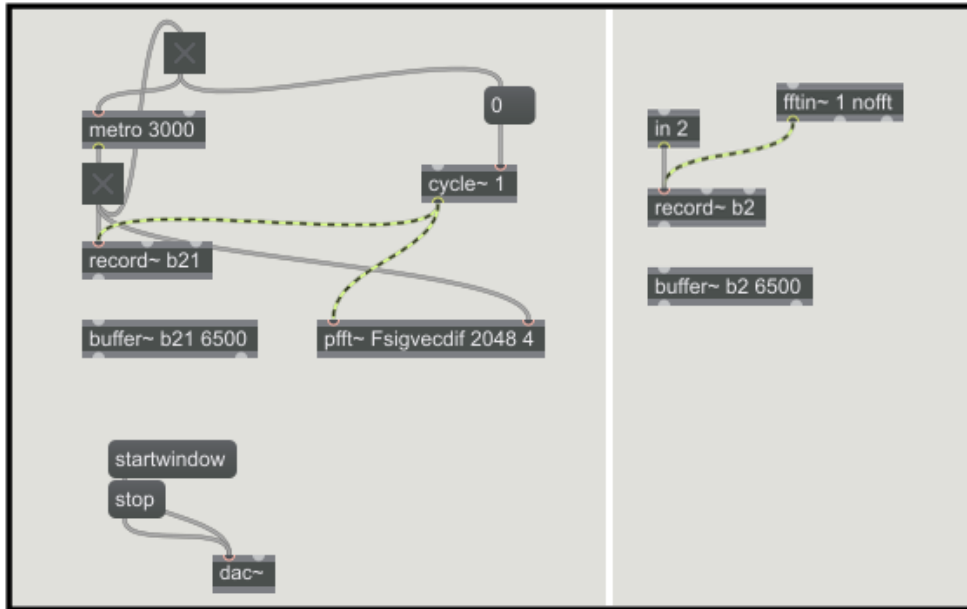 metro 3000
0
cycle~ 1
record~ b21
buffer~ b21 6500
pfft~ Fsigvecdif 2048 4
startwindow
stop
dac~
fftin~ 1 nofft
in 2
record~ b2
buffer~ b2 6500